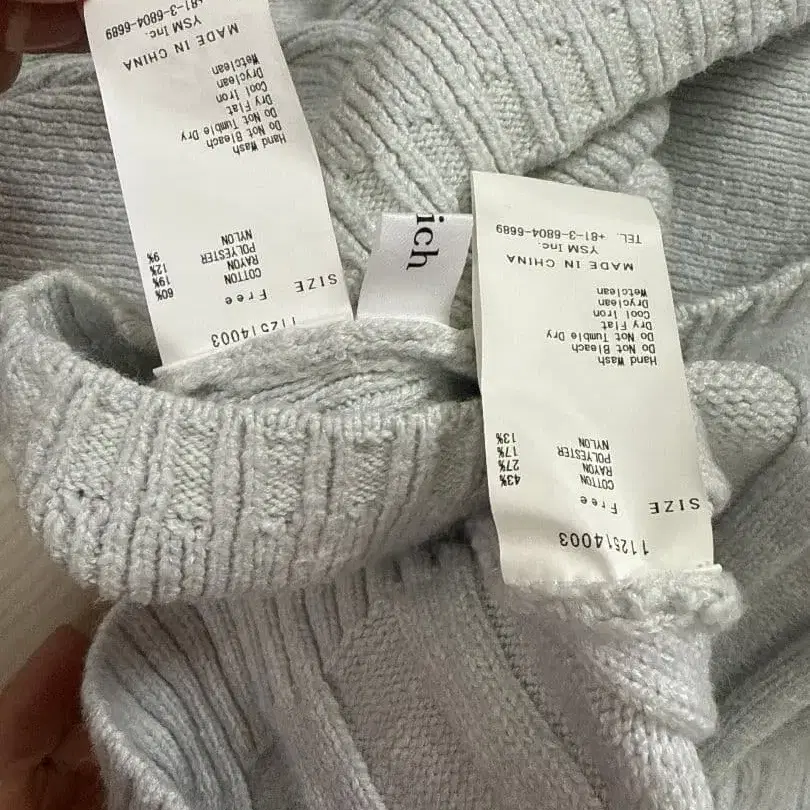 112514003
SIZE Free
COTTON 60%
RAYON 19%
POLYESTER 12%
NYLON 9%
Hand Wash
Do Not Bleach
Do Not Tumble Dry
Dry Flat
Cool Iron
Dryclean
Wetclean
MADE IN CHINA
YSM Inc.
+81-3-6804-6689
ich
112514003
SIZE Free
COTTON 43%
RAYON 27%
POLYESTER 17%
NYLON 13%
Hand Wash
Do Not Bleach
Do Not Tumble Dry
Dry Flat
Cool Iron
Dryclean
Wetclean
MADE IN CHINA
YSM Inc.
TEL. +81-3-6804-6689